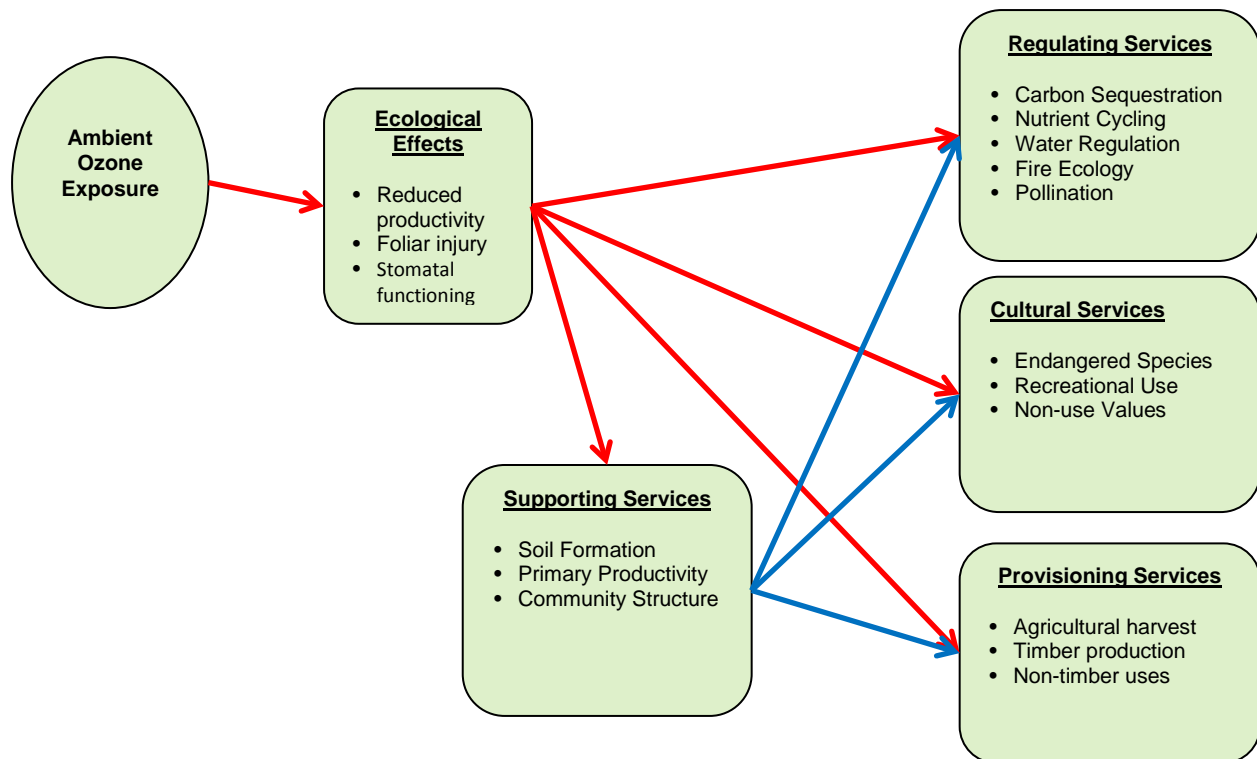 Ambient
Ozone
Exposure
Ecological
Effects
• Reduced
productivity
• Foliar injury
• Stomatal
functioning
Supporting Services
• Soil Formation
• Primary Productivity
• Community Structure
Regulating Services
• Carbon Sequestration
• Nutrient Cycling
• Water Regulation
• Fire Ecology
• Pollination
Cultural Services
• Endangered Species
• Recreational Use
• Non-use Values
Provisioning Services
• Agricultural harvest
• Timber production
• Non-timber uses